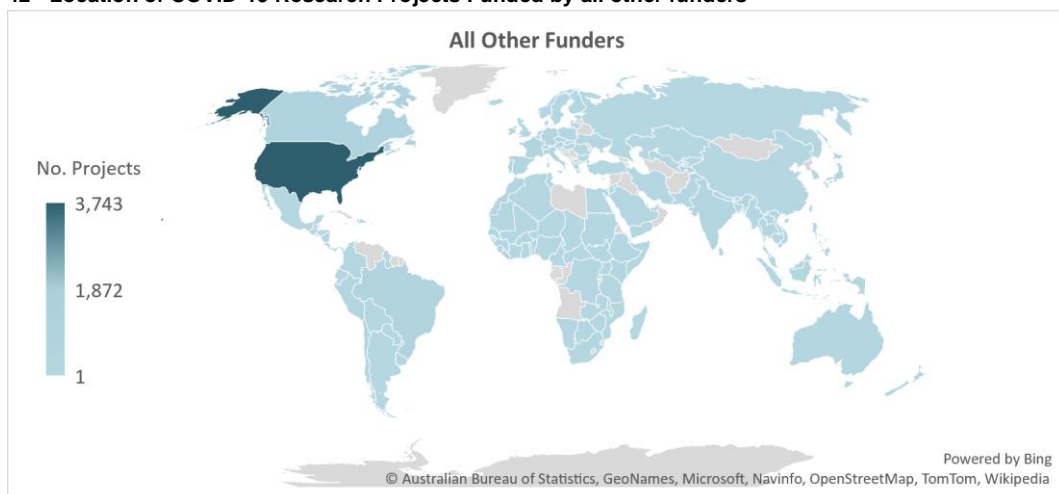 All Other Funders
No. Projects
3,743
1,872
1
Powered by Bing
© Australian Bureau of Statistics, GeoNames, Microsoft, Navinfo, OpenStreetMap, TomTom, Wikipedia